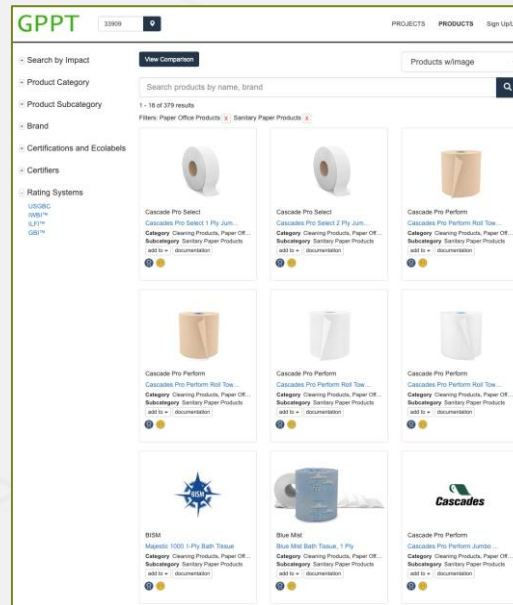 GPPT
33909
PROJECTS PRODUCTS Sign Up/L
Search by Impact
Product Category
Product Subcategory
Brand
Certifications and Ecolabels
Certifiers
Rating Systems
USGBC
IWBI™
ILFI™
GBI™
View Comparison
Products w/image
Search products by name, brand
1 - 18 of 379 results
Filters: Paper Office Products x Sanitary Paper Products x
Cascade Pro Select
Cascades Pro Select 1 Ply Jum...
Category Cleaning Products, Paper Off...
Subcategory Sanitary Paper Products
add to documentation
Cascade Pro Select
Cascades Pro Select 2 Ply Jum...
Category Cleaning Products, Paper Off...
Subcategory Sanitary Paper Products
add to documentation
Cascade Pro Perform
Cascades Pro Perform Roll Tow...
Category Cleaning Products, Paper Off...
Subcategory Sanitary Paper Products
add to documentation
Cascade Pro Perform
Cascades Pro Perform Roll Tow...
Category Cleaning Products, Paper Off...
Subcategory Sanitary Paper Products
add to documentation
Cascade Pro Perform
Cascades Pro Perform Roll Tow...
Category Cleaning Products, Paper Off...
Subcategory Sanitary Paper Products
add to documentation
Cascade Pro Perform
Cascades Pro Perform Roll Tow...
Category Cleaning Products, Paper Off...
Subcategory Sanitary Paper Products
add to documentation
BISM
BISM
Majestic 1000 1-Ply Bath Tissue
Category Cleaning Products, Paper Off...
Subcategory Sanitary Paper Products
add to documentation
Blue Mist
Blue Mist Bath Tissue, 1 Ply
Category Cleaning Products, Paper Off...
Subcategory Sanitary Paper Products
add to documentation
Cascades
Cascade Pro Perform
Cascades Pro Perform Jumbo ...
Category Cleaning Products, Paper Off...
Subcategory Sanitary Paper Products
add to documentation